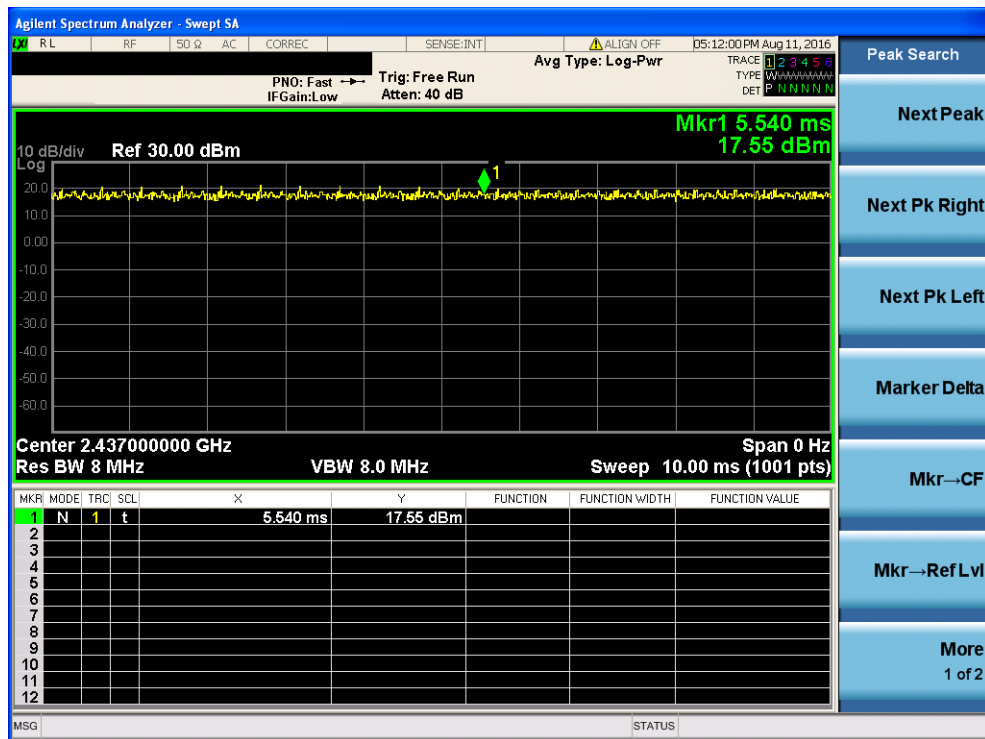 Agilent Spectrum Analyzer - Swept SA
LXI RL RF 50 Ω AC CORREC SENSE:INT ALIGN OFF 05:12:00 PM Aug 11, 2016
PNO: Fast Trig: Free Run Avg Type: Log-Pwr TRACE 1 2 3 4 5 6
IFGain:Low Atten: 40 dB TYPE WWWWWW
DET P N N N N N
Peak Search
Mkr1 5.540 ms
10 dB/div Ref 30.00 dBm 17.55 dBm
Log
1
20.0
10.0
0.00
-10.0
-20.0
-30.0
-40.0
-50.0
-60.0
Center 2.437000000 GHz Span 0 Hz
Res BW 8 MHz VBW 8.0 MHz Sweep 10.00 ms (1001 pts)
MKR MODE TRC SCL X Y FUNCTION FUNCTION WIDTH FUNCTION VALUE
1 N 1 t 5.540 ms 17.55 dBm
2
3
4
5
6
7
8
9
10
11
12
MSG STATUS
Next Peak
Next Pk Right
Next Pk Left
Marker Delta
Mkr→CF
Mkr→Ref Lvl
More
1 of 2